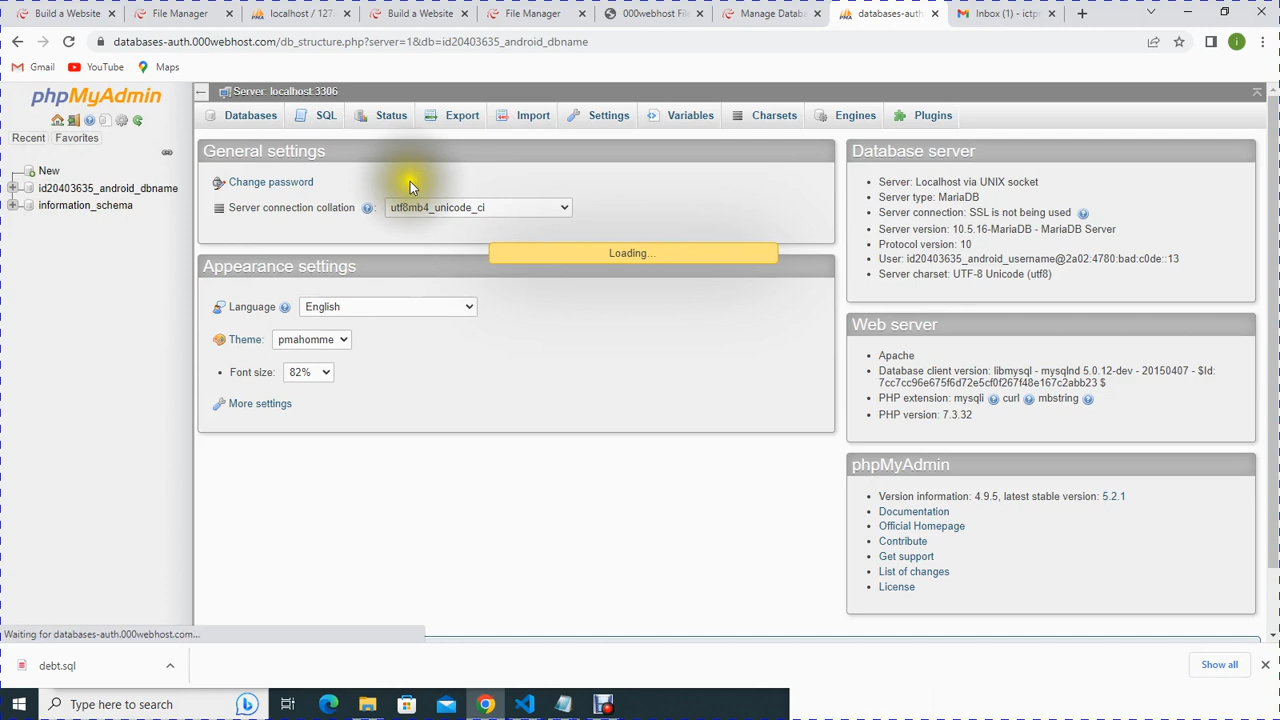 Build a Website
File Manager
localhost / 127
Build a Website
File Manager
000webhost File
Manage Datab
databases-auth
Inbox (1) - ictp
databases-auth.000webhost.com/db_structure.php?server=1&db=id20403635_android_dbname
i
Gmail
YouTube
Maps
phpMyAdmin
Recent
Favorites
New
id20403635_android_dbname
information_schema
Server: localhost:3306
Databases
SQL
Status
Export
Import
Settings
Variables
Charsets
Engines
Plugins
General settings
Change password
Server connection collation
:
utf8mb4_unicode_ci
Loading...
Appearance settings
Language
English
Theme:
pmahomme
• Font size:
82%
More settings
Database server
• Server: Localhost via UNIX socket
• Server type: MariaDB
• Server connection: SSL is not being used
• Server version: 10.5.16-MariaDB - MariaDB Server
• Protocol version: 10
• User: id20403635_android_username@2a02:4780:bad:c0de::13
• Server charset: UTF-8 Unicode (utf8)
Web server
• Apache
• Database client version: libmysql - mysqlnd 5.0.12-dev - 20150407 - $Id:
7cc7cc96e675f6d72e5cf0f267f48e167c2abb23 $
• PHP extension: mysqli
curl
mbstring
• PHP version: 7.3.32
phpMyAdmin
• Version information: 4.9.5, latest stable version: 5.2.1
• Documentation
• Official Homepage
• Contribute
• Get support
• List of changes
• License
Waiting for databases-auth.000webhost.com...
debt.sql
Show all
Type here to search